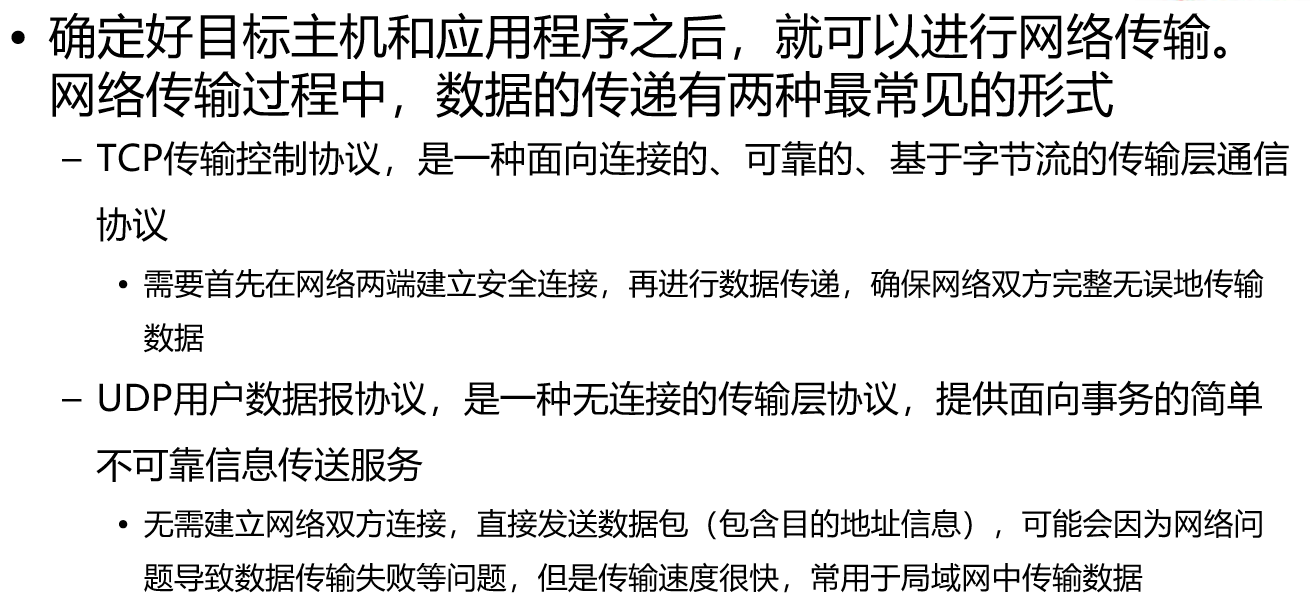 • 确定好目标主机和应用程序之后，就可以进行网络传输。
网络传输过程中，数据的传递有两种最常见的形式
– TCP传输控制协议，是一种面向连接的、可靠的、基于字节流的传输层通信
协议
• 需要首先在网络两端建立安全连接，再进行数据传递，确保网络双方完整无误地传输
数据
– UDP用户数据报协议，是一种无连接的传输层协议，提供面向事务的简单
不可靠信息传送服务
• 无需建立网络双方连接，直接发送数据包（包含目的地址信息），可能会因为网络问
题导致数据传输失败等问题，但是传输速度很快，常用于局域网中传输数据